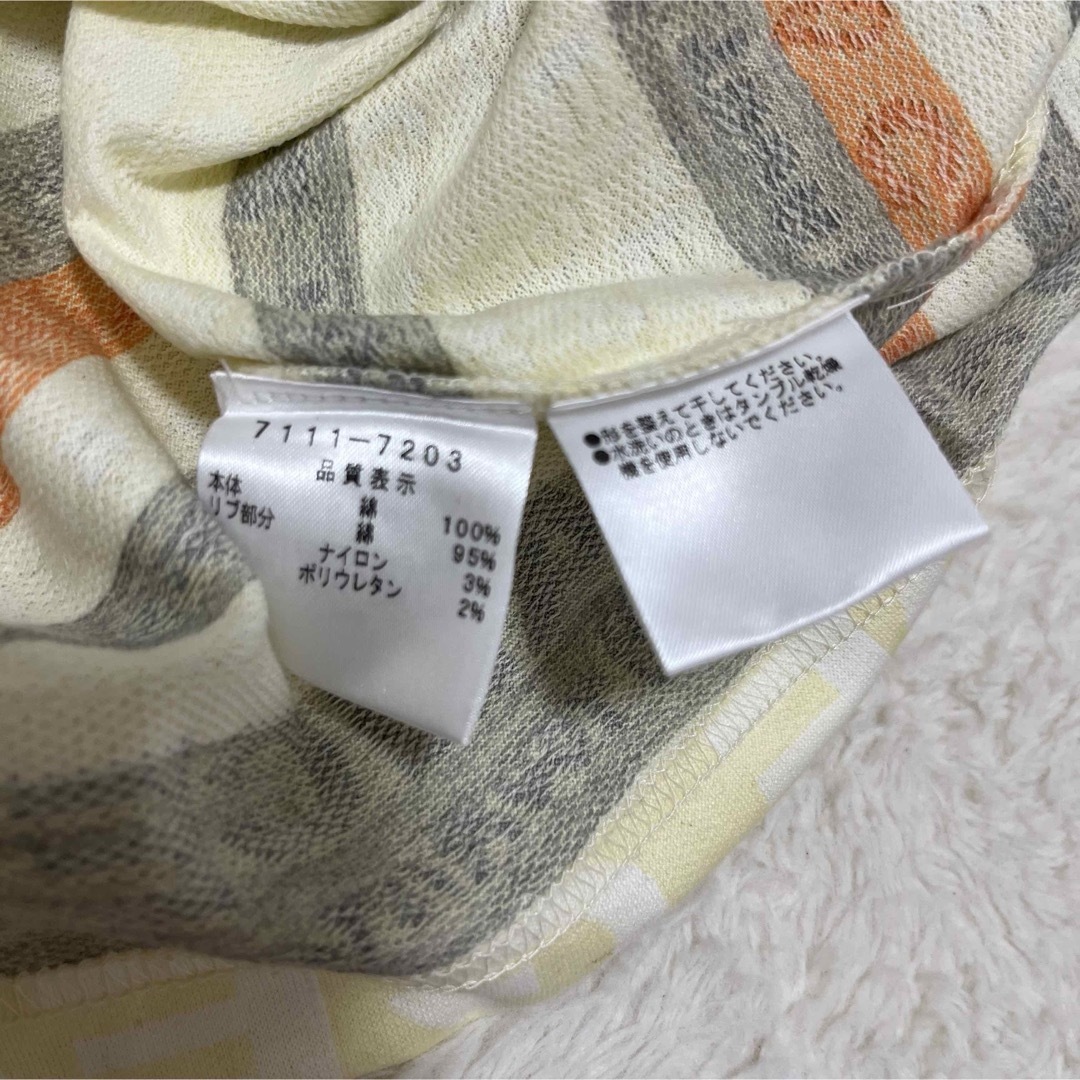 7111-7203
品質表示
本体 綿 100%
リブ部分 綿 95%
ナイロン 3%
ポリウレタン 2%
●形を整えて干してください。
●水洗いのときはタンブル乾燥
機を使用しないでください。